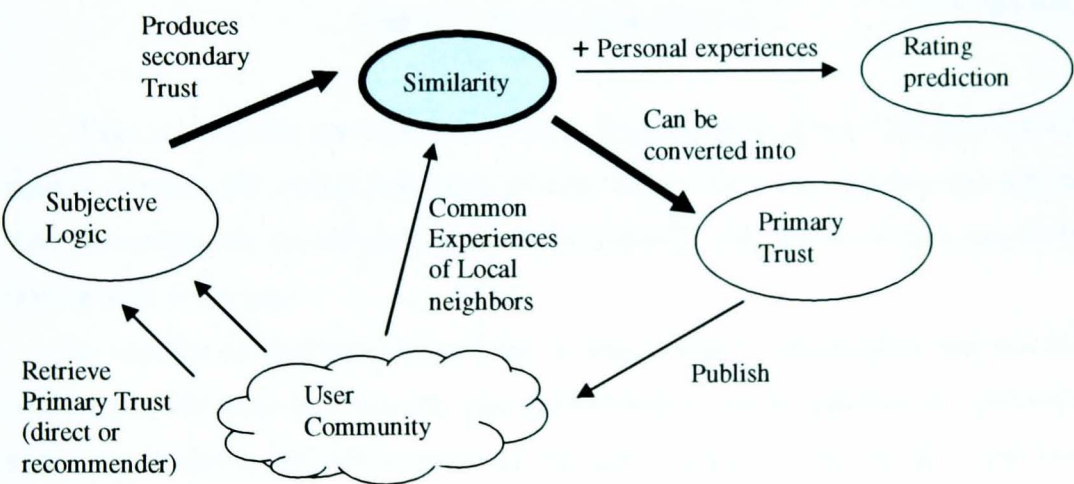 Produces
secondary
Trust
Similarity
+ Personal experiences
Rating
prediction
Can be
converted into
Subjective
Logic
Common
Experiences
of Local
neighbors
Primary
Trust
Retrieve
Primary Trust
(direct or
recommender)
User
Community
Publish